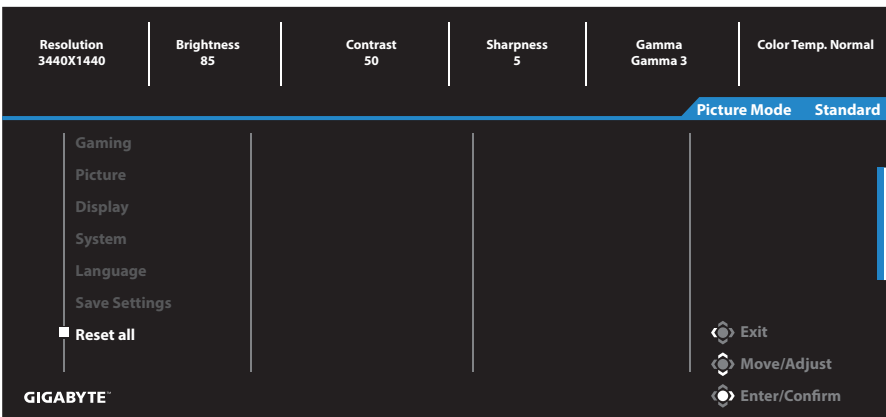 Resolution
3440X1440
Brightness
85
Contrast
50
Sharpness
5
Gamma
Gamma 3
Color Temp. Normal
Picture Mode Standard
Gaming
Picture
Display
System
Language
Save Settings
Reset all
Exit
Move/Adjust
Enter/Confirm
GIGABYTE™